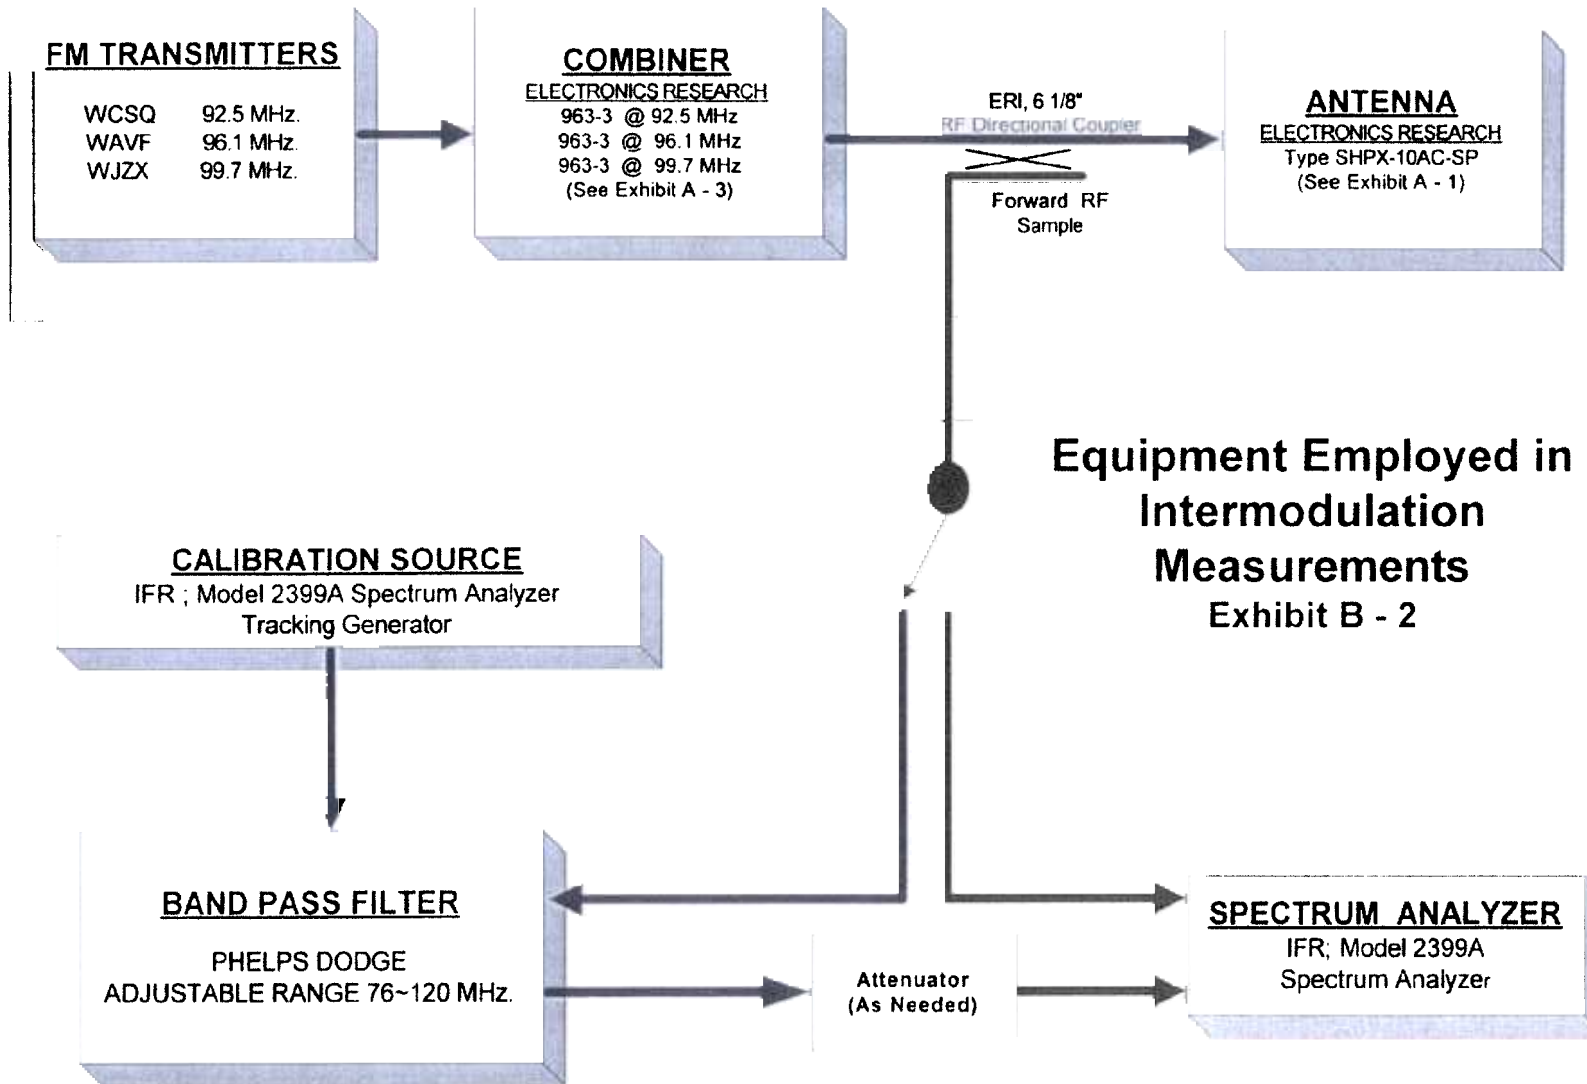 FM TRANSMITTERS
WCSQ 92.5 MHz.
WAVF 96.1 MHz.
WJZX 99.7 MHz.
COMBINER
ELECTRONICS RESEARCH
963-3 @ 92.5 MHz
963-3 @ 96.1 MHz
963-3 @ 99.7 MHz
(See Exhibit A - 3)
ERI, 6 1/8"
RF Directional Coupler
Forward RF
Sample
ANTENNA
ELECTRONICS RESEARCH
Type SHPX-10AC-SP
(See Exhibit A - 1)
Equipment Employed in
Intermodulation
Measurements
Exhibit B - 2
CALIBRATION SOURCE
IFR ; Model 2399A Spectrum Analyzer
Tracking Generator
BAND PASS FILTER
PHELPS DODGE
ADJUSTABLE RANGE 76~120 MHz.
Attenuator
(As Needed)
SPECTRUM ANALYZER
IFR; Model 2399A
Spectrum Analyzer